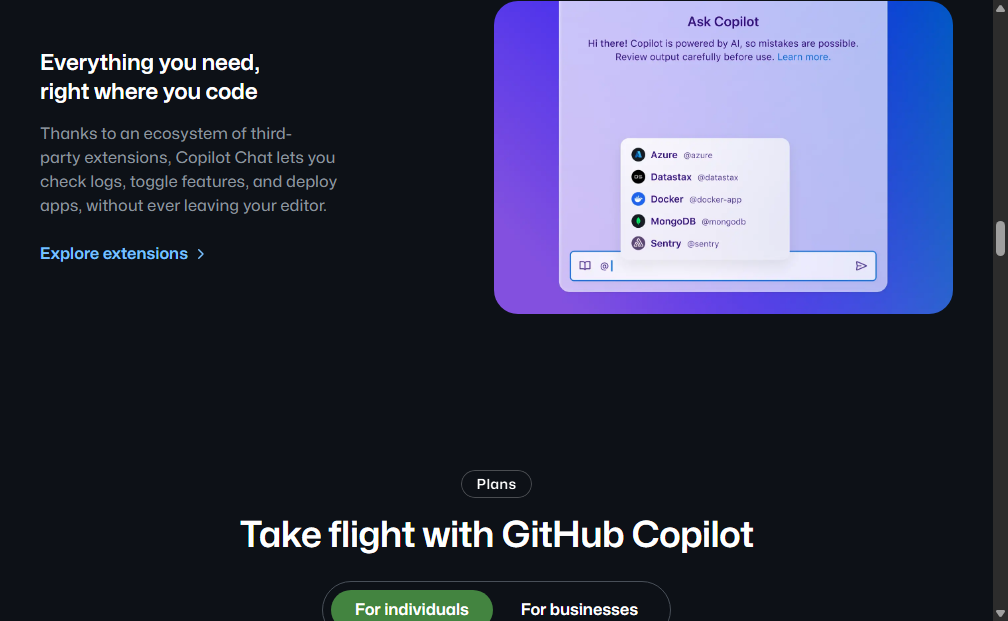 Everything you need,
right where you code
Thanks to an ecosystem of third-
party extensions, Copilot Chat lets you
check logs, toggle features, and deploy
apps, without ever leaving your editor.
Explore extensions
Ask Copilot
Hi there! Copilot is powered by AI, so mistakes are possible.
Review output carefully before use. Learn more.
Azure @azure
DS Datastax @datastax
Docker @docker-app
MongoDB @mongodb
Sentry @sentry
@
Plans
Take flight with GitHub Copilot
For individuals For businesses